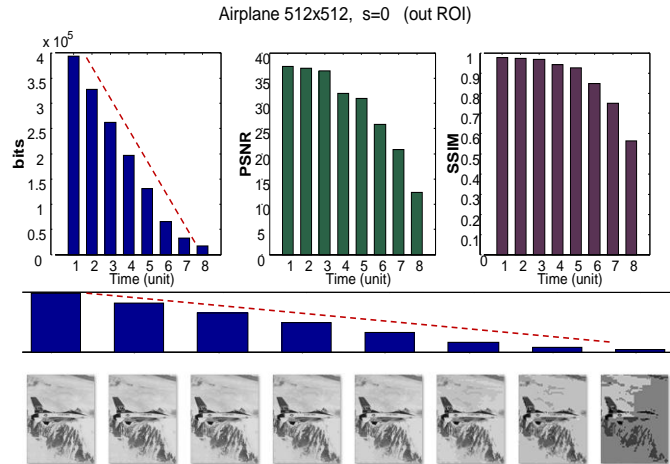 Airplane 512x512, s=0 (out ROI)
x 10^5
4
3.5
3
2.5
2
1.5
1
0.5
0
bits
1 2 3 4 5 6 7 8
Time (unit)
40
35
30
25
20
15
10
5
0
PSNR
1 2 3 4 5 6 7 8
Time (unit)
1
0.9
0.8
0.7
0.6
0.5
0.4
0.3
0.2
0.1
0
SSIM
1 2 3 4 5 6 7 8
Time (unit)